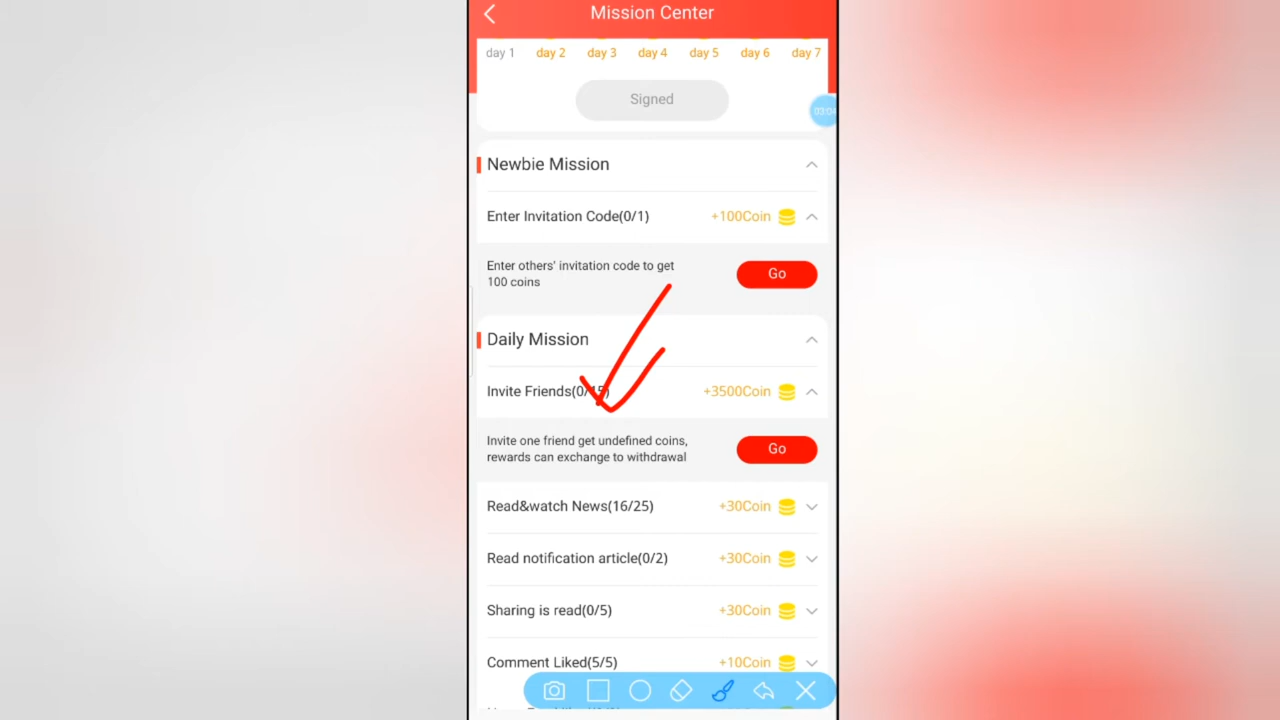 Mission Center
day 1 day 2 day 3 day 4 day 5 day 6 day 7
Signed
03:04
Newbie Mission
Enter Invitation Code(0/1) +100Coin
Enter others' invitation code to get
100 coins
Go
Daily Mission
Invite Friends(0/15) +3500Coin
Invite one friend get undefined coins,
rewards can exchange to withdrawal
Go
Read&watch News(16/25) +30Coin
Read notification article(0/2) +30Coin
Sharing is read(0/5) +30Coin
Comment Liked(5/5) +10Coin